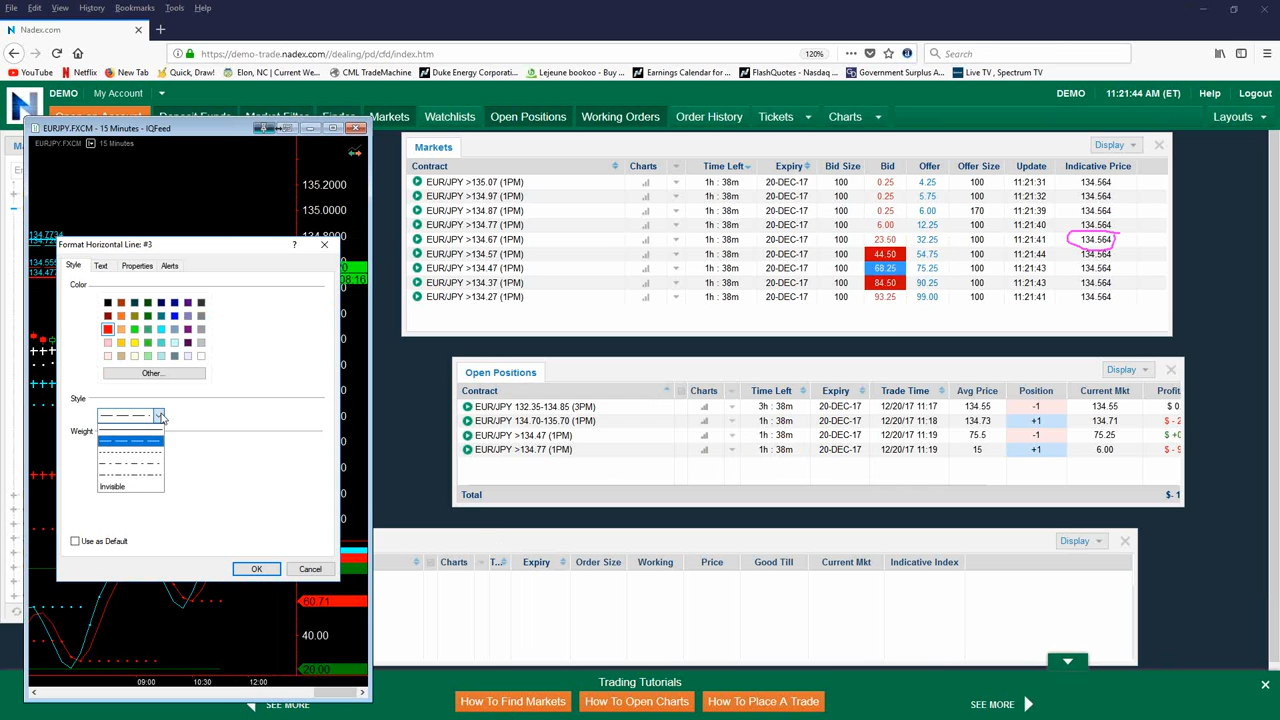 File Edit View History Bookmarks Tools Help
Nadex.com
https://demo-trade.nadex.com//dealing/pd/cfd/index.htm
120%
Search
YouTube Netflix New Tab Quick, Draw! Elon, NC | Current We... CML TradeMachine Duke Energy Corporati... Lejeune bookoo - Buy ... Earnings Calendar for ... FlashQuotes - Nasdaq ... Government Surplus A... Live TV, Spectrum TV
DEMO My Account DEMO 11:21:44 AM (ET) Help Logout
Markets Watchlists Open Positions Working Orders Order History Tickets Charts Layouts
EURJPY.FXCM - 15 Minutes - IQFeed
EURJPY.FXCM 15 Minutes
135.2000
135.0000
134.7734
08:16
Format Horizontal Line: #3
Style Text Properties Alerts
Color
Other...
Style
Weight
Invisible
Use as Default
OK Cancel
60.71
40.00
20.00
09:00 10:30 12:00
Markets Display
Contract Charts Time Left Expiry Bid Size Bid Offer Offer Size Update Indicative Price
EUR/JPY >135.07 (1PM) 1h : 38m 20-DEC-17 100 0.25 4.25 100 11:21:31 134.564
EUR/JPY >134.97 (1PM) 1h : 38m 20-DEC-17 100 0.25 5.75 100 11:21:32 134.564
EUR/JPY >134.87 (1PM) 1h : 38m 20-DEC-17 100 0.25 6.00 170 11:21:39 134.564
EUR/JPY >134.77 (1PM) 1h : 38m 20-DEC-17 100 6.00 12.25 100 11:21:40 134.564
EUR/JPY >134.67 (1PM) 1h : 38m 20-DEC-17 100 23.50 32.25 100 11:21:41 134.564
EUR/JPY >134.57 (1PM) 1h : 38m 20-DEC-17 100 44.50 54.75 100 11:21:44 134.564
EUR/JPY >134.47 (1PM) 1h : 38m 20-DEC-17 100 68.25 75.25 100 11:21:43 134.564
EUR/JPY >134.37 (1PM) 1h : 38m 20-DEC-17 100 84.50 90.25 100 11:21:43 134.564
EUR/JPY >134.27 (1PM) 1h : 38m 20-DEC-17 100 93.25 99.00 100 11:21:41 134.564
Open Positions Display
Contract Charts Time Left Expiry Trade Time Avg Price Position Current Mkt Profit
EUR/JPY 132.35-134.85 (3PM) 3h : 38m 20-DEC-17 12/20/17 11:17 134.55 -1 134.55 $ 0.
EUR/JPY 134.70-135.70 (1PM) 1h : 38m 20-DEC-17 12/20/17 11:18 134.73 +1 134.71 $ - 2
EUR/JPY >134.47 (1PM) 1h : 38m 20-DEC-17 12/20/17 11:19 75.5 -1 75.25 $ +0
EUR/JPY >134.77 (1PM) 1h : 38m 20-DEC-17 12/20/17 11:19 15 +1 6.00 $ - 9
Total $- 1
Display
Charts T... Expiry Order Size Working Price Good Till Current Mkt Indicative Index
Trading Tutorials
SEE MORE How To Find Markets How To Open Charts How To Place A Trade SEE MORE